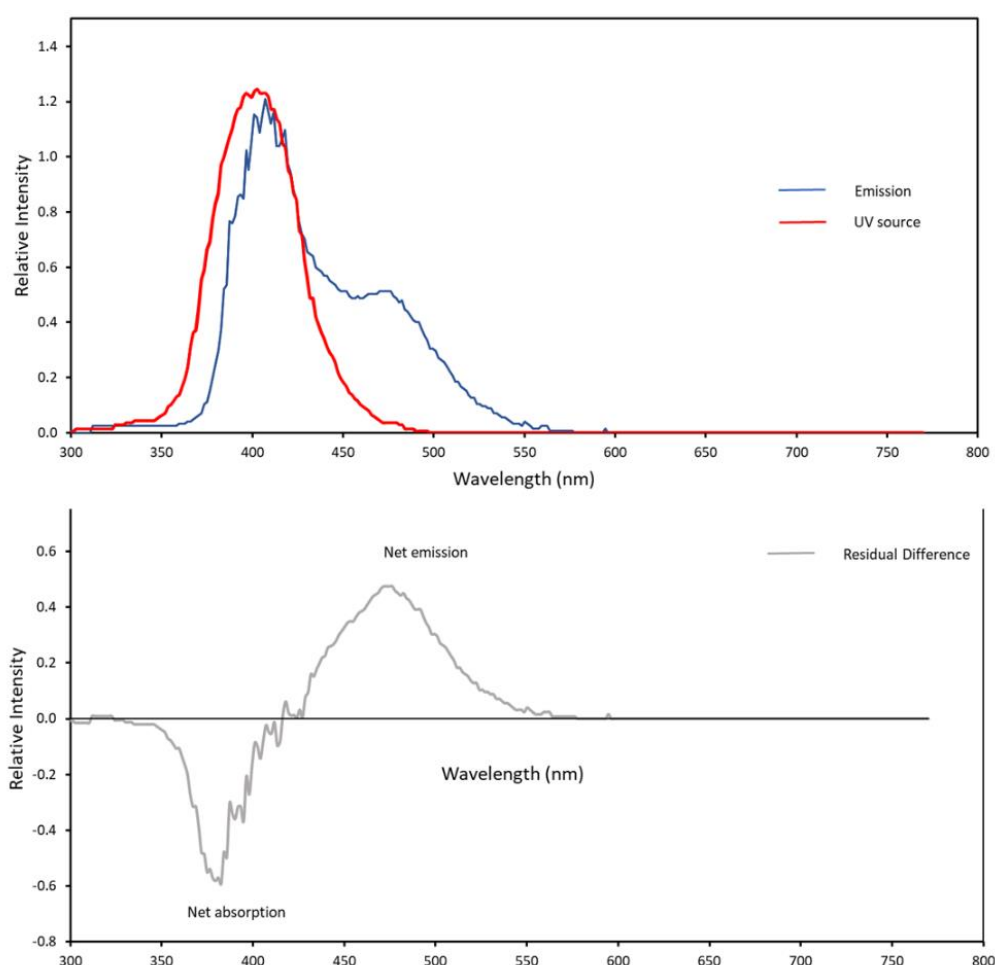 1.4
1.2
1.0
0.8
0.6
0.4
0.2
0.0
Relative Intensity
Emission
UV source
300 350 400 450 500 550 600 650 700 750 800
Wavelength (nm)
0.6
0.4
0.2
0.0
-0.2
-0.4
-0.6
-0.8
Relative Intensity
Net emission
Residual Difference
Wavelength (nm)
Net absorption
300 350 400 450 500 550 600 650 700 750 800